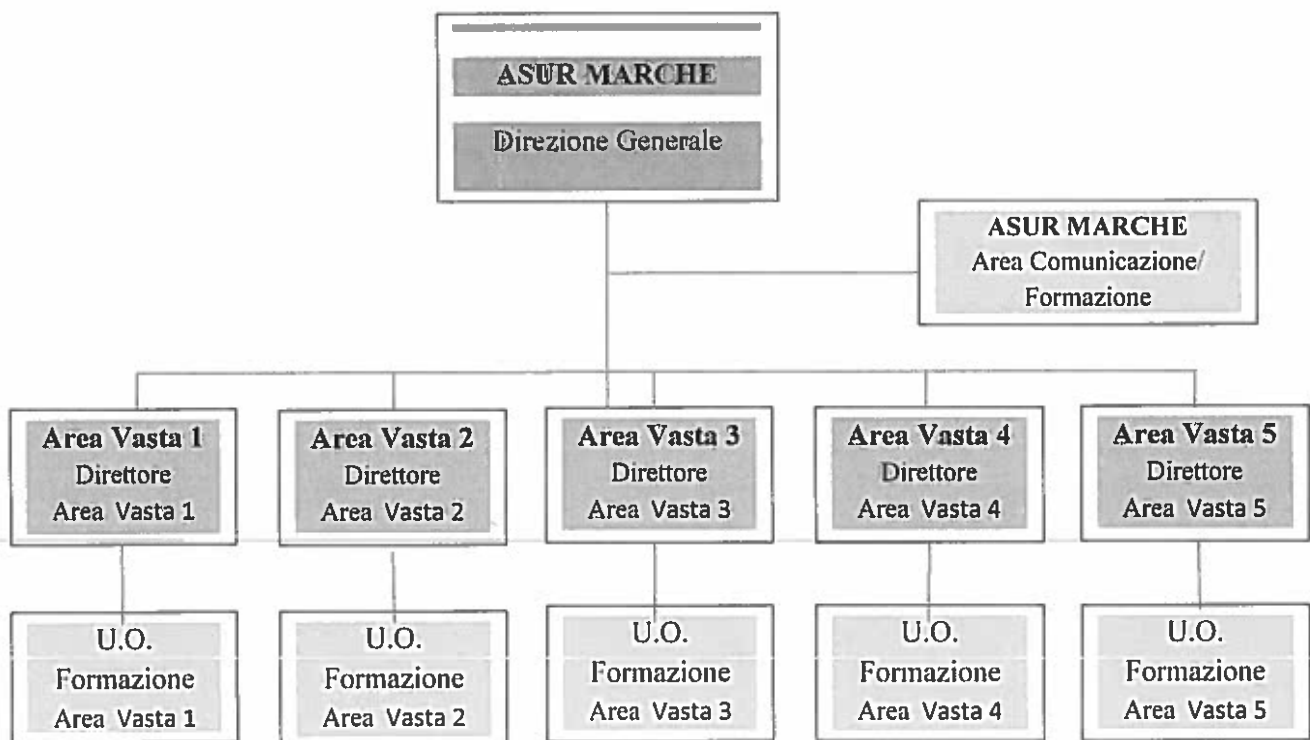 ASUR MARCHE
Direzione Generale
ASUR MARCHE
Area Comunicazione/
Formazione
Area Vasta 1
Direttore
Area Vasta 1
Area Vasta 2
Direttore
Area Vasta 2
Area Vasta 3
Direttore
Area Vasta 3
Area Vasta 4
Direttore
Area Vasta 4
Area Vasta 5
Direttore
Area Vasta 5
U.O.
Formazione
Area Vasta 1
U.O.
Formazione
Area Vasta 2
U.O.
Formazione
Area Vasta 3
U.O.
Formazione
Area Vasta 4
U.O.
Formazione
Area Vasta 5